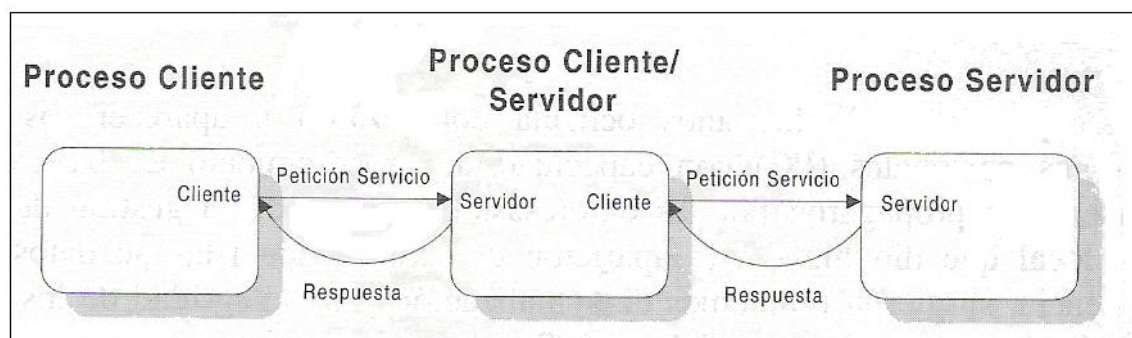 Proceso Cliente
Proceso Cliente/
Servidor
Proceso Servidor
Cliente
Petición Servicio
Servidor
Cliente
Petición Servicio
Servidor
Respuesta
Respuesta